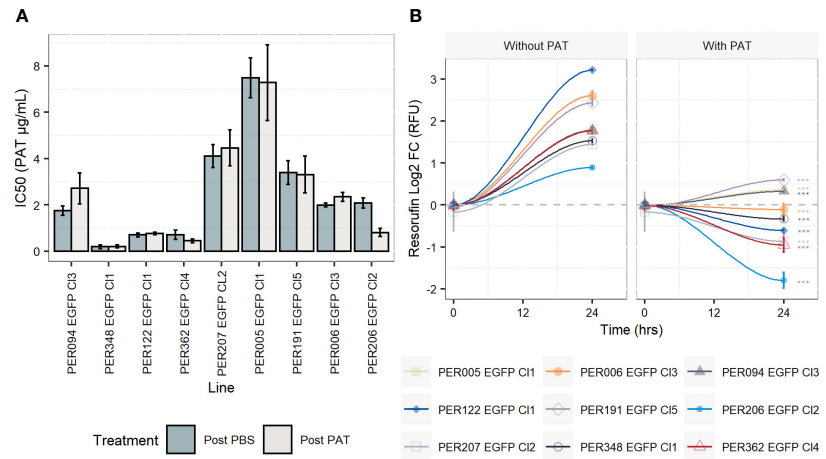 A
IC50 (PAT µg/mL)
8
6
4
2
0
PER094 EGFP Cl3
PER348 EGFP Cl1
PER122 EGFP Cl1
PER362 EGFP Cl4
PER207 EGFP CL2
PER005 EGFP Cl1
PER191 EGFP Cl5
PER006 EGFP Cl3
PER206 EGFP Cl2
Line
Treatment Post PBS Post PAT
B
Without PAT With PAT
Resorufin Log2 FC (RFU)
3
2
1
0
-1
-2
***
***
***
***
***
***
***
***
***
0 12 24 0 12 24
Time (hrs)
PER005 EGFP Cl1 PER006 EGFP Cl3 PER094 EGFP Cl3
PER122 EGFP Cl1 PER191 EGFP Cl5 PER206 EGFP Cl2
PER207 EGFP Cl2 PER348 EGFP Cl1 PER362 EGFP Cl4